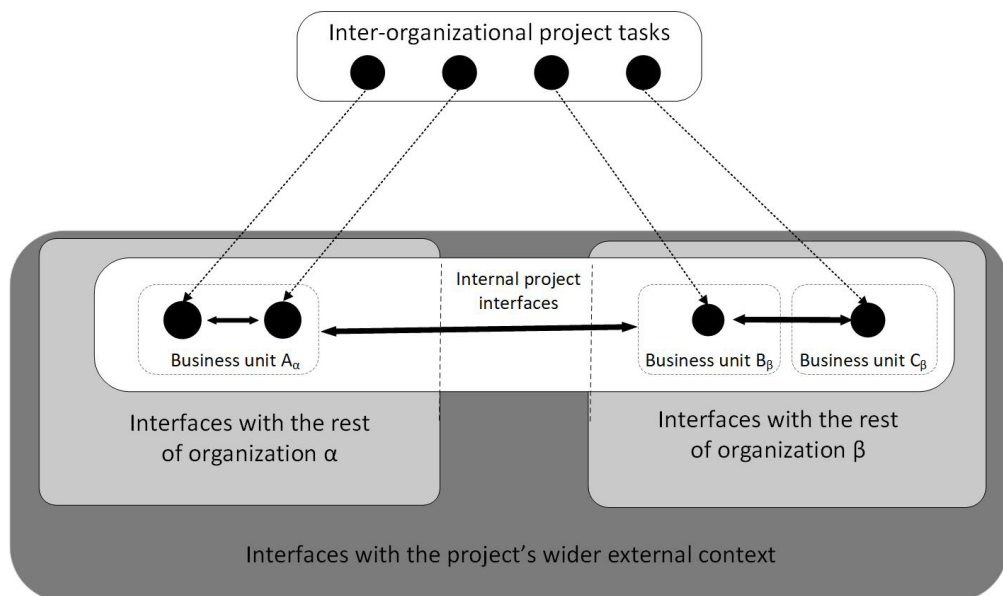 Inter-organizational project tasks
Internal project
interfaces
Business unit Aα
Business unit Bβ
Business unit Cβ
Interfaces with the rest
of organization α
Interfaces with the rest
of organization β
Interfaces with the project’s wider external context